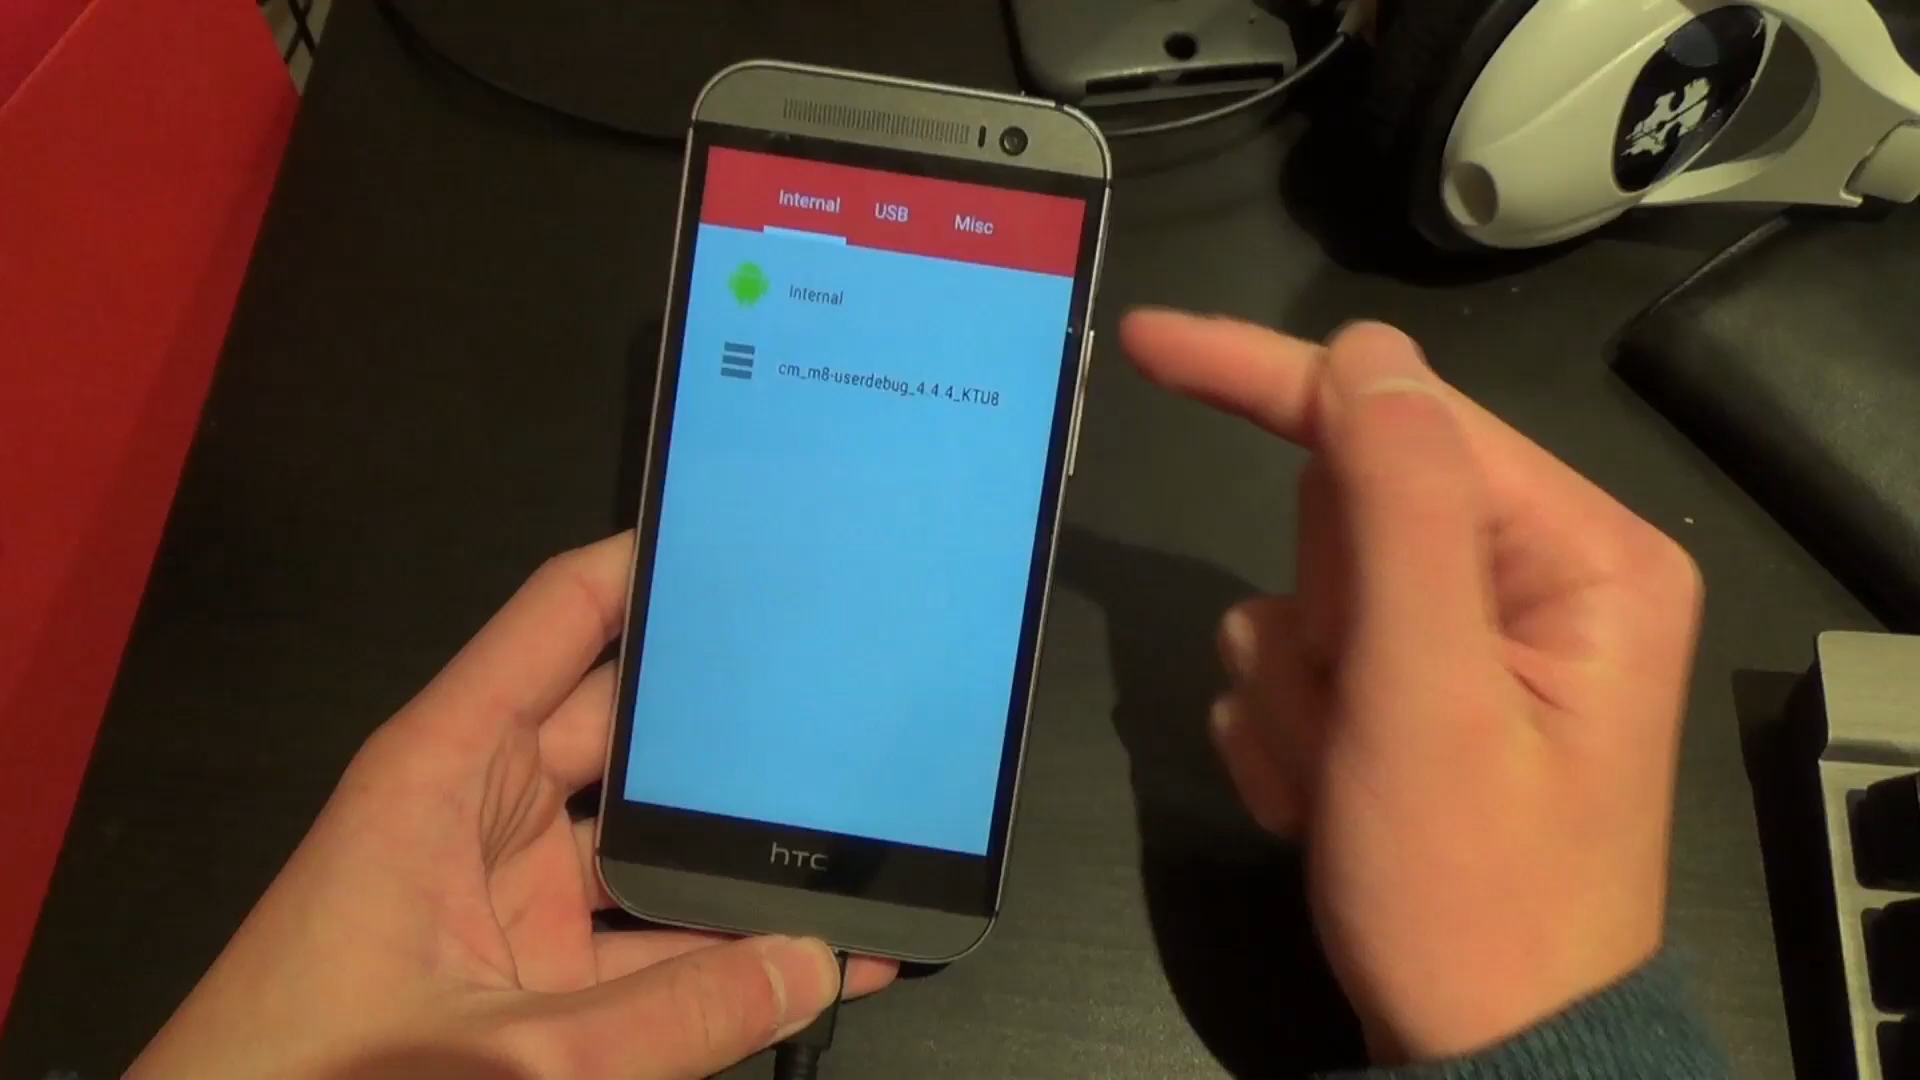 Internal USB Misc
Internal
cm_m8-userdebug_4.4.4_KTU8
hTC